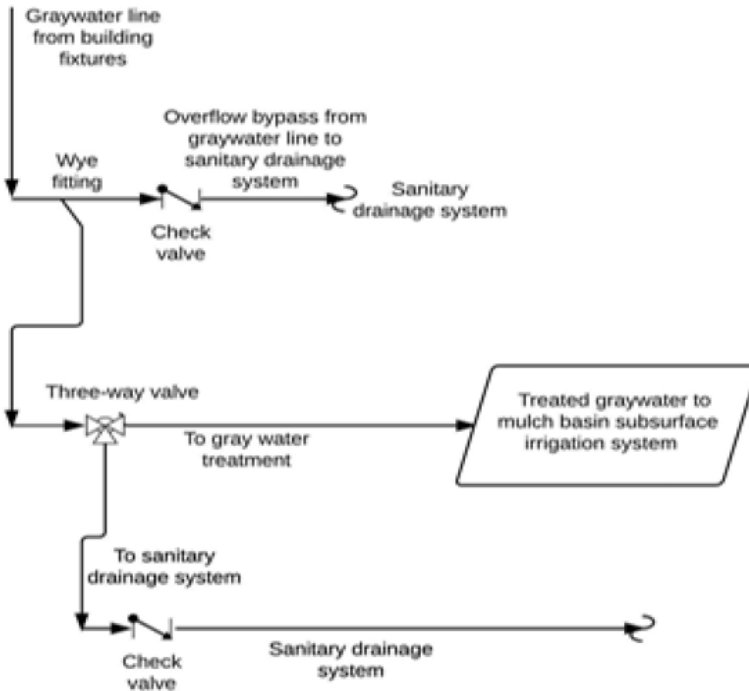 Graywater line
from building
fixtures
Overflow bypass from
graywater line to
sanitary drainage
system
Wye
fitting
Sanitary
drainage system
Check
valve
Three-way valve
To gray water
treatment
Treated graywater to
mulch basin subsurface
irrigation system
To sanitary
drainage system
Check
valve
Sanitary drainage
system